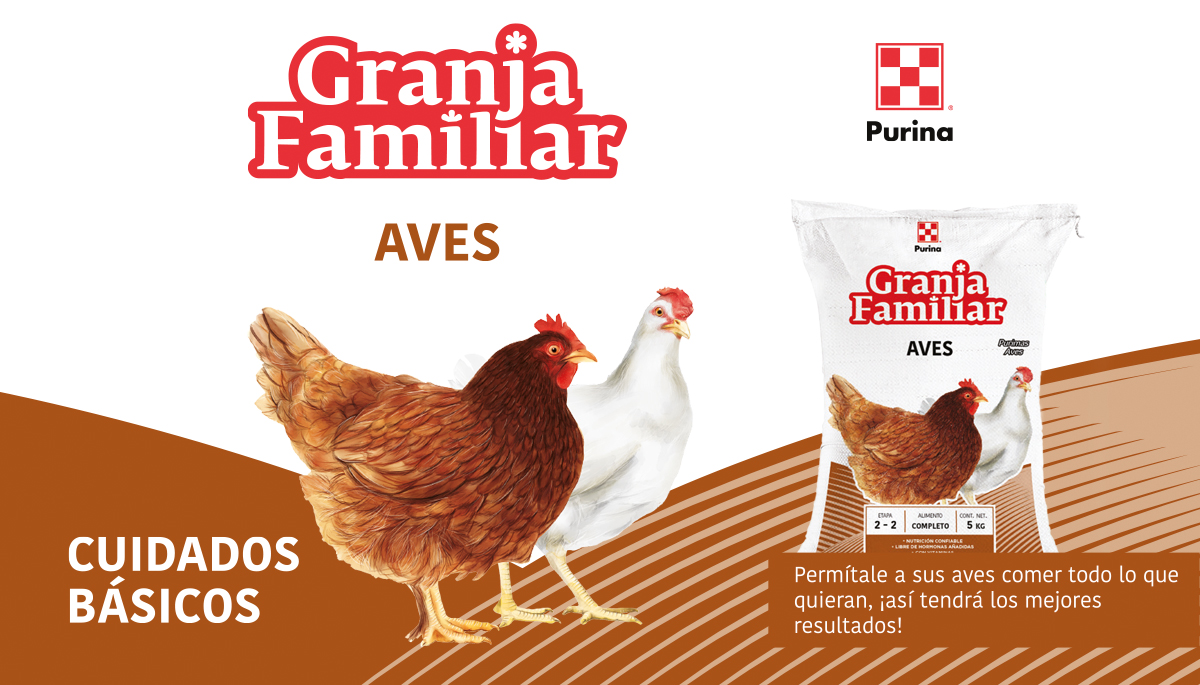 Granja
Familiar
AVES
Purina
Purina
Granja
Familiar
AVES
Purimas
Aves
ETAPA
2 - 2
ALIMENTO
COMPLETO
CONT. NET.
5 KG
• NUTRICIÓN CONFIABLE
• LIBRE DE HORMONAS AÑADIDAS
CUIDADOS
BÁSICOS
Permítale a sus aves comer todo lo que
quieran, ¡así tendrá los mejores
resultados!